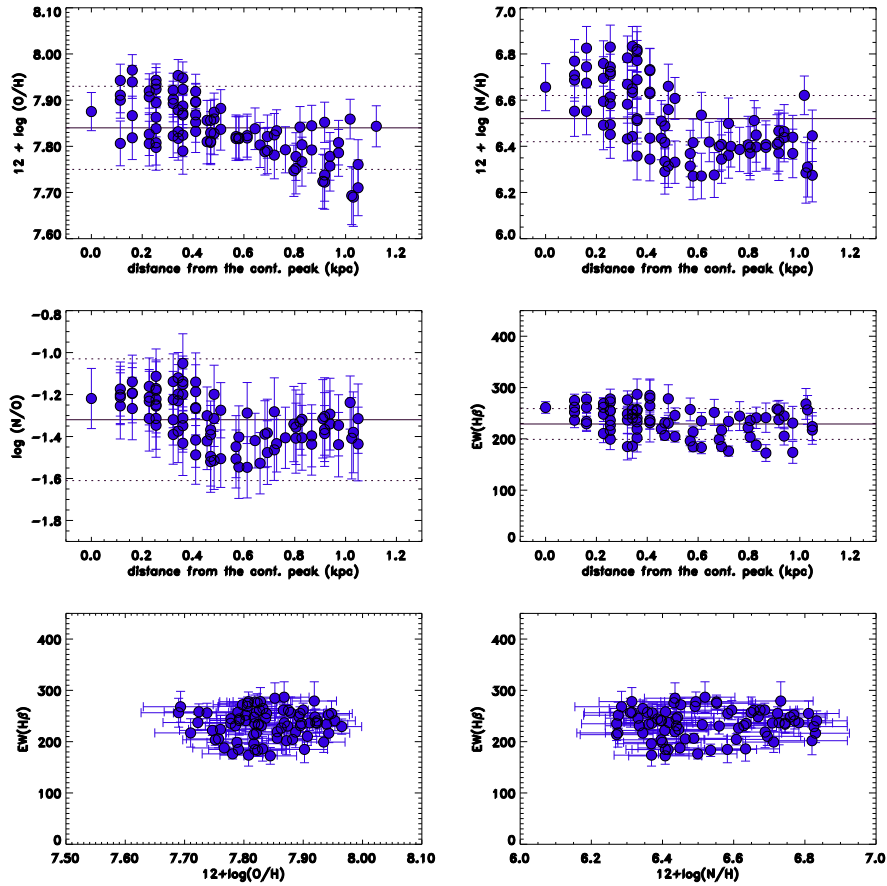 8.10
8.00
7.90
7.80
7.70
7.60
12 + log (O/H)
0.0 0.2 0.4 0.6 0.8 1.0 1.2
distance from the cont. peak (kpc)
7.0
6.8
6.6
6.4
6.2
6.0
12 + log (N/H)
0.0 0.2 0.4 0.6 0.8 1.0 1.2
distance from the cont. peak (kpc)
−0.8
−1.0
−1.2
−1.4
−1.6
−1.8
log (N/O)
0.0 0.2 0.4 0.6 0.8 1.0 1.2
distance from the cont. peak (kpc)
400
300
200
100
0
EW(Hβ)
0.0 0.2 0.4 0.6 0.8 1.0 1.2
distance from the cont. peak (kpc)
400
300
200
100
0
EW(Hβ)
7.50 7.60 7.70 7.80 7.90 8.00 8.10
12+log(O/H)
400
300
200
100
0
EW(Hβ)
6.0 6.2 6.4 6.6 6.8 7.0
12+log(N/H)